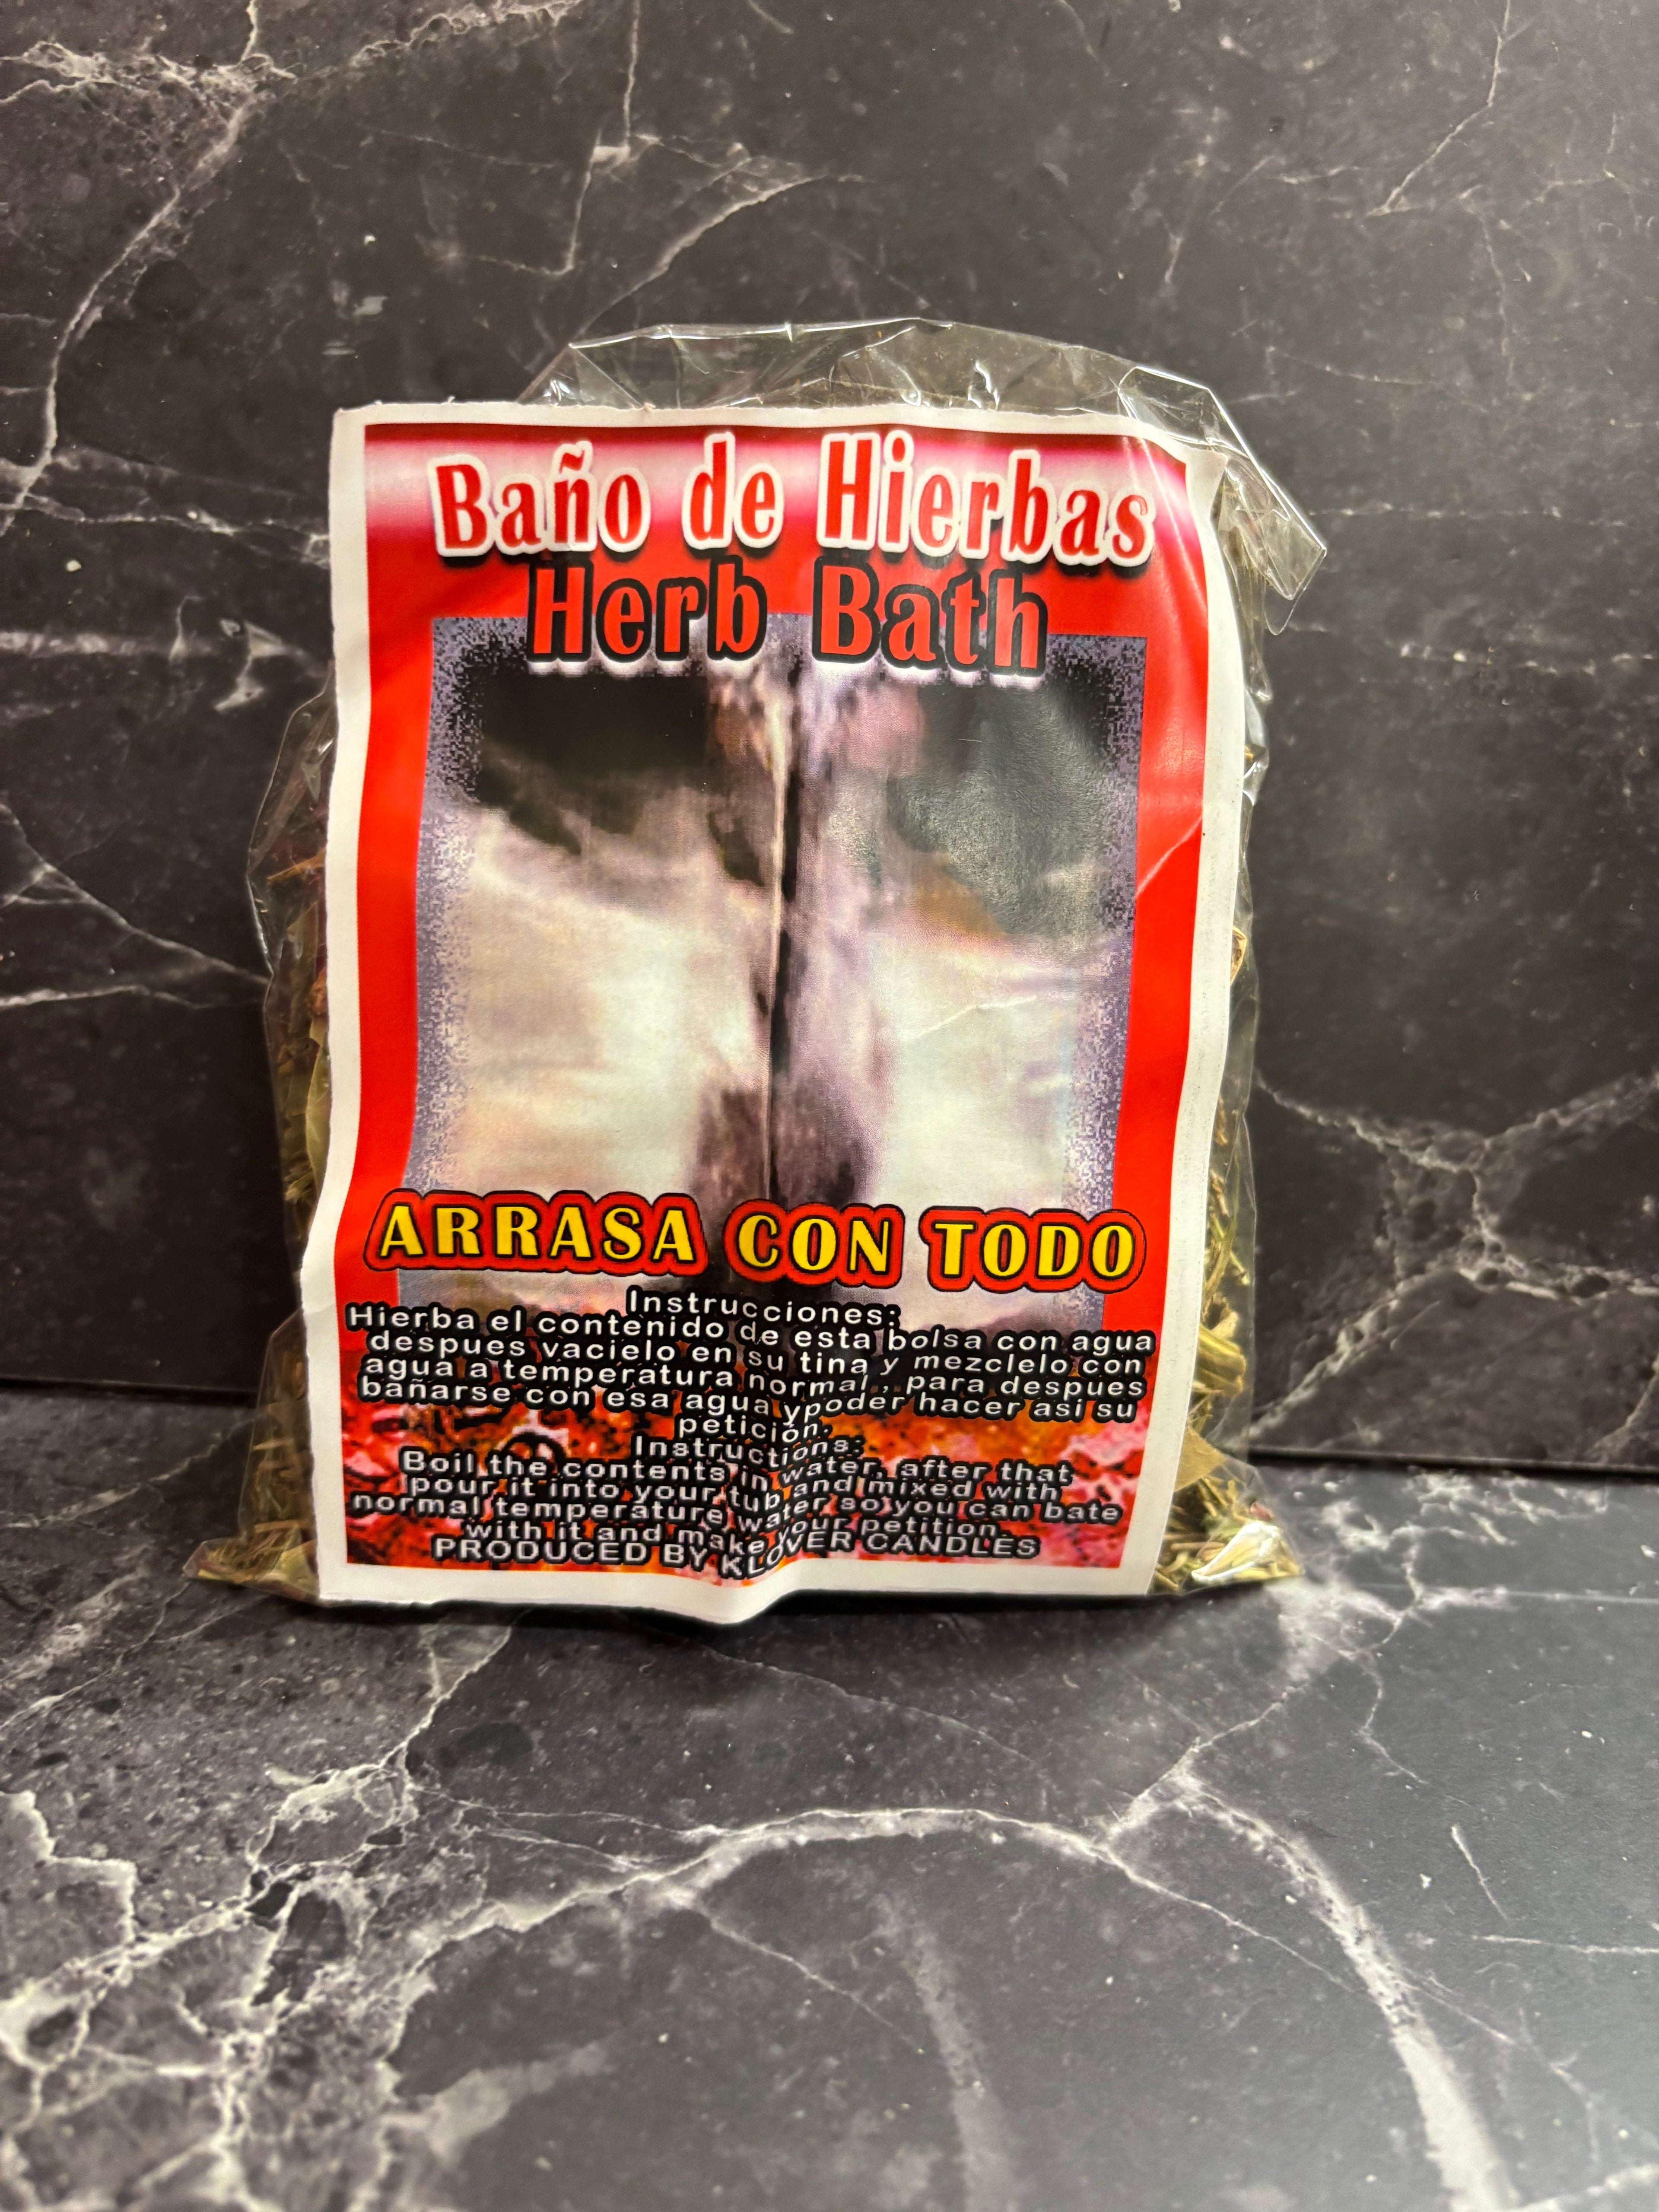 Baño de Hierbas
Herb Bath
ARRASA CON TODO
Instrucciones:
Hierba el contenido de esta bolsa con agua
despues vacielo en su tina y mezclelo con
agua a temperatura normal, para despues
bañarse con esa agua ypoder hacer asi su
petición.
Instructions:
Boil the contents in water, after that
pour it into your tub and mixed with
normal temperature water so you can bate
with it and make your petition.
PRODUCED BY KLOVER CANDLES